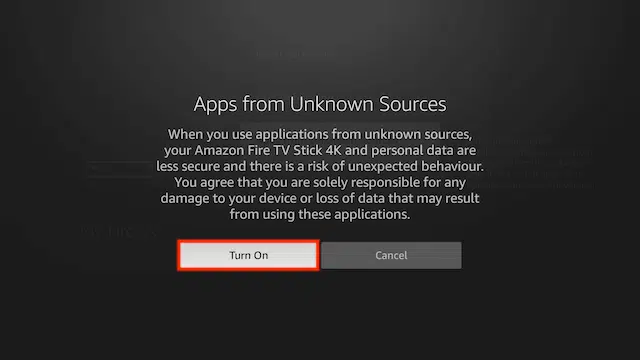 Apps from Unknown Sources
When you use applications from unknown sources,
your Amazon Fire TV Stick 4K and personal data are
less secure and there is a risk of unexpected behaviour.
You agree that you are solely responsible for any
damage to your device or loss of data that may result
from using these applications.
Turn On
Cancel